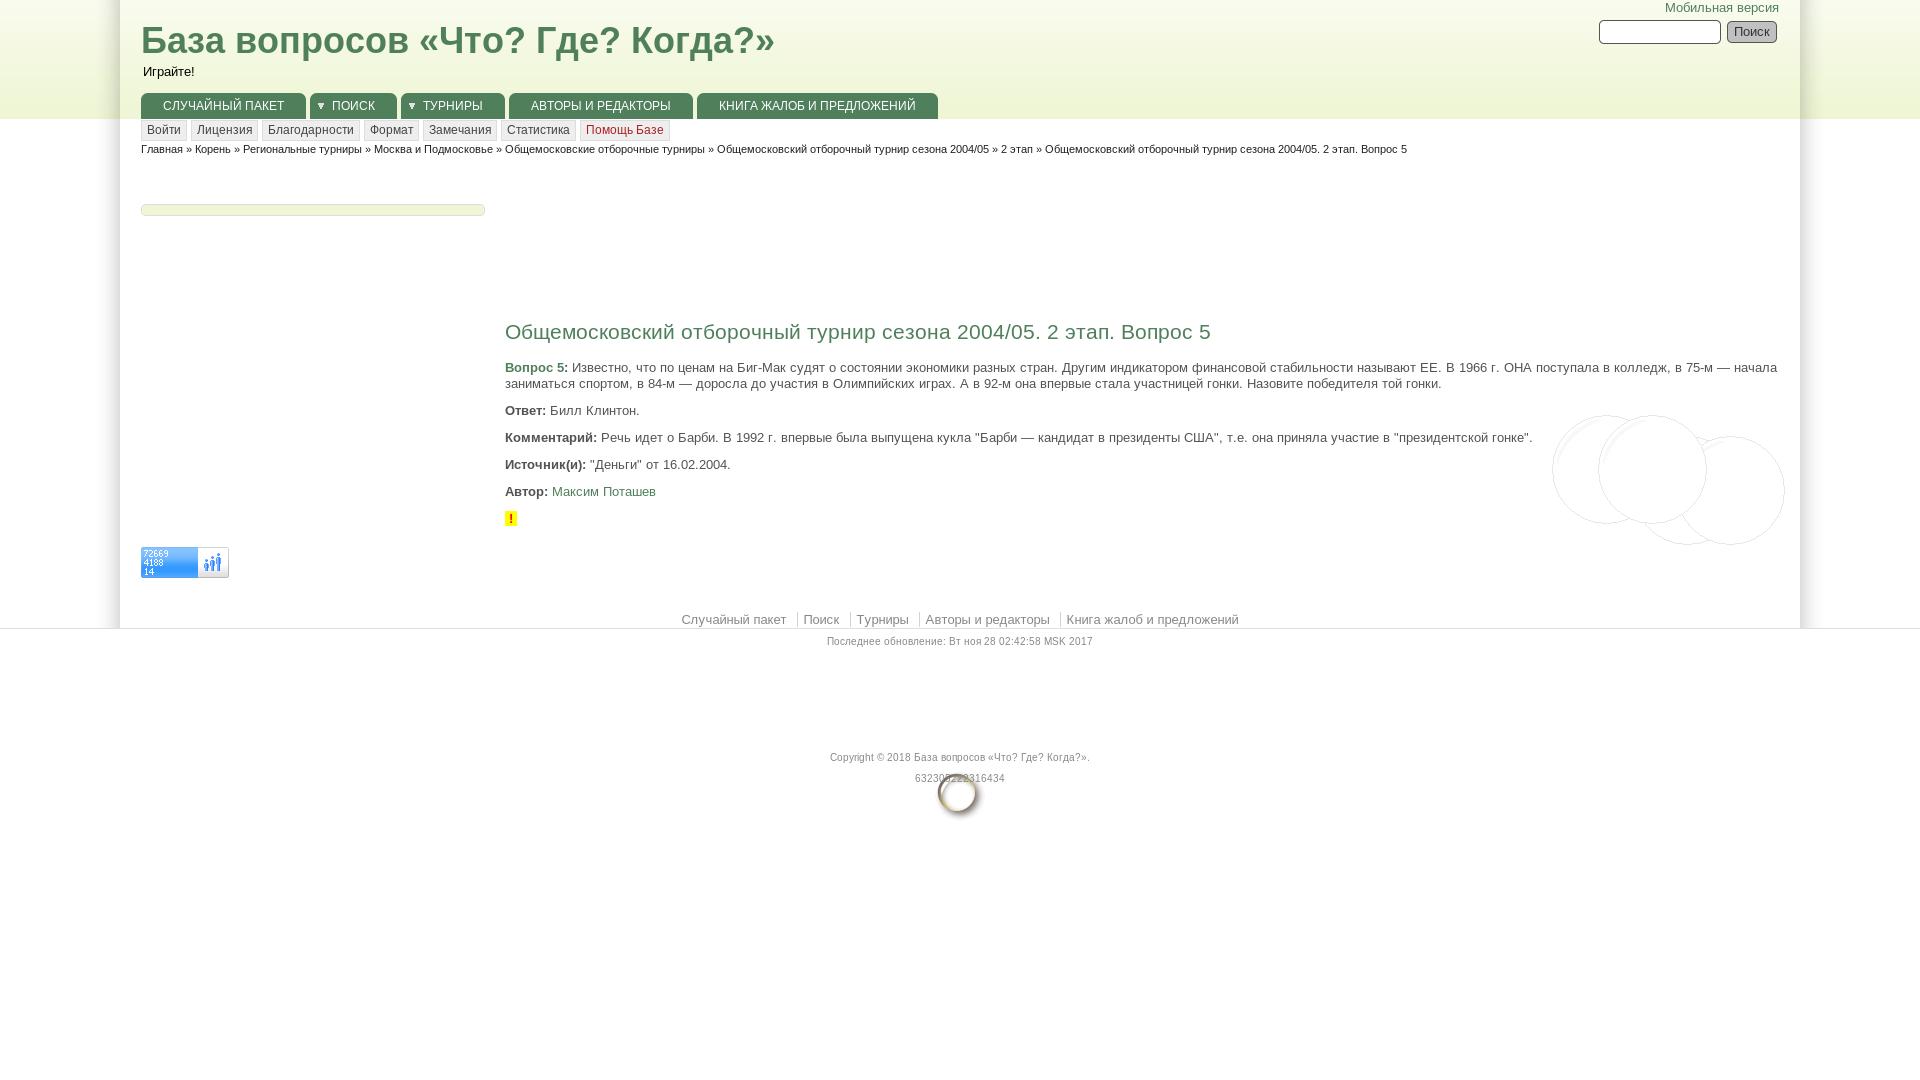 Мобильная версия
База вопросов «Что? Где? Когда?»
Поиск
Играйте!
СЛУЧАЙНЫЙ ПАКЕТ ПОИСК ТУРНИРЫ АВТОРЫ И РЕДАКТОРЫ КНИГА ЖАЛОБ И ПРЕДЛОЖЕНИЙ
Войти Лицензия Благодарности Формат Замечания Статистика Помощь Базе
Главная » Корень » Региональные турниры » Москва и Подмосковье » Общемосковские отборочные турниры » Общемосковский отборочный турнир сезона 2004/05 » 2 этап » Общемосковский отборочный турнир сезона 2004/05. 2 этап. Вопрос 5
Общемосковский отборочный турнир сезона 2004/05. 2 этап. Вопрос 5
Вопрос 5: Известно, что по ценам на Биг-Мак судят о состоянии экономики разных стран. Другим индикатором финансовой стабильности называют ЕЕ. В 1966 г. ОНА поступала в колледж, в 75-м — начала
заниматься спортом, в 84-м — доросла до участия в Олимпийских играх. А в 92-м она впервые стала участницей гонки. Назовите победителя той гонки.
Ответ: Билл Клинтон.
Комментарий: Речь идет о Барби. В 1992 г. впервые была выпущена кукла "Барби — кандидат в президенты США", т.е. она приняла участие в "президентской гонке".
Источник(и): "Деньги" от 16.02.2004.
Автор: Максим Поташев
!
72669
4188
14
Случайный пакет Поиск Турниры Авторы и редакторы Книга жалоб и предложений
Последнее обновление: Вт ноя 28 02:42:58 MSK 2017
Copyright © 2018 База вопросов «Что? Где? Когда?».